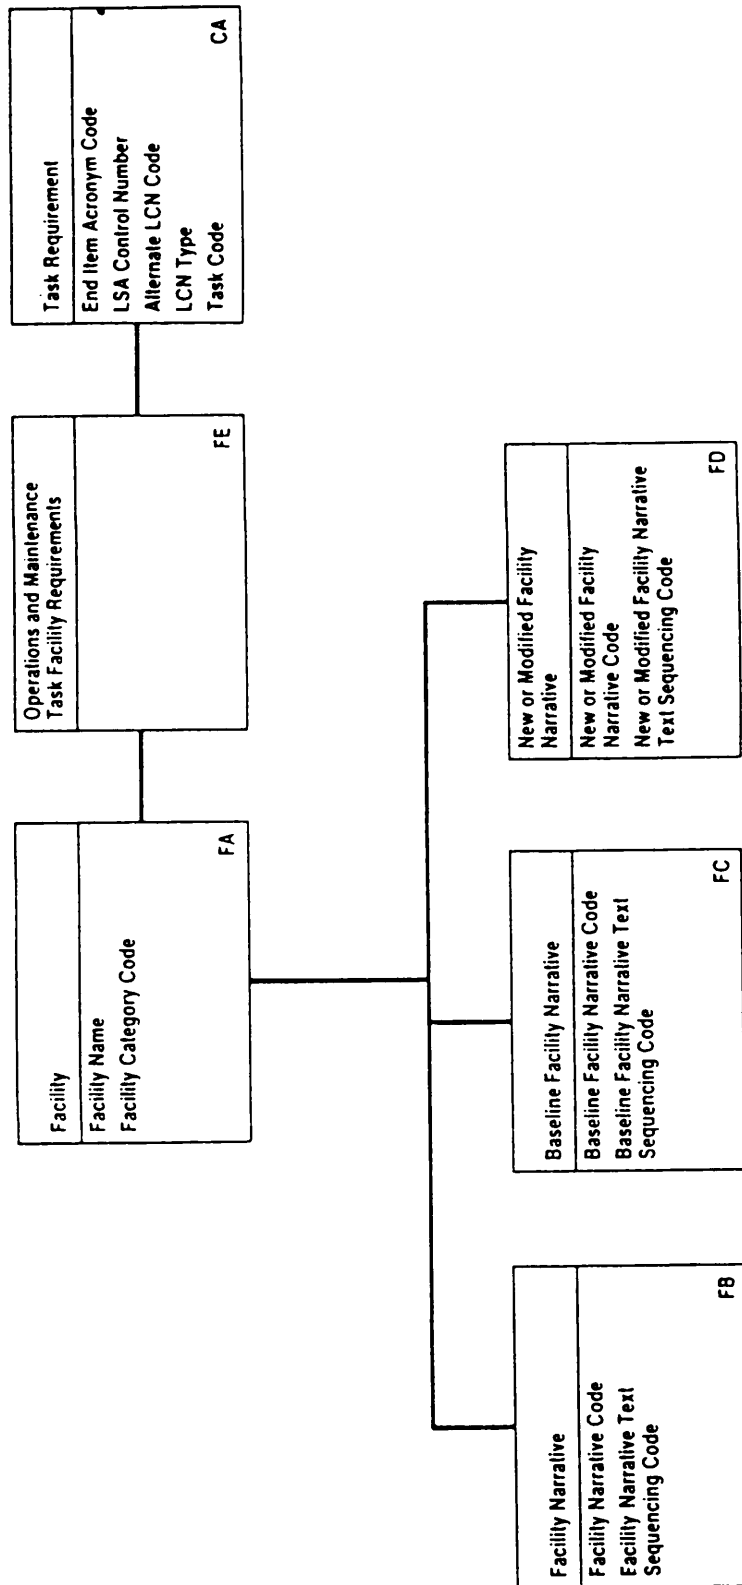 Facility
Facility Name
Facility Category Code
FA
Operations and Maintenance
Task Facility Requirements
FE
Task Requirement
End Item Acronym Code
LSA Control Number
Alternate LCN Code
LCN Type
Task Code
CA
Facility Narrative
Facility Narrative Code
Facility Narrative Text
Sequencing Code
FB
Baseline Facility Narrative
Baseline Facility Narrative Code
Baseline Facility Narrative Text
Sequencing Code
FC
New or Modified Facility
Narrative
New or Modified Facility
Narrative Code
New or Modified Facility Narrative
Text Sequencing Code
FD